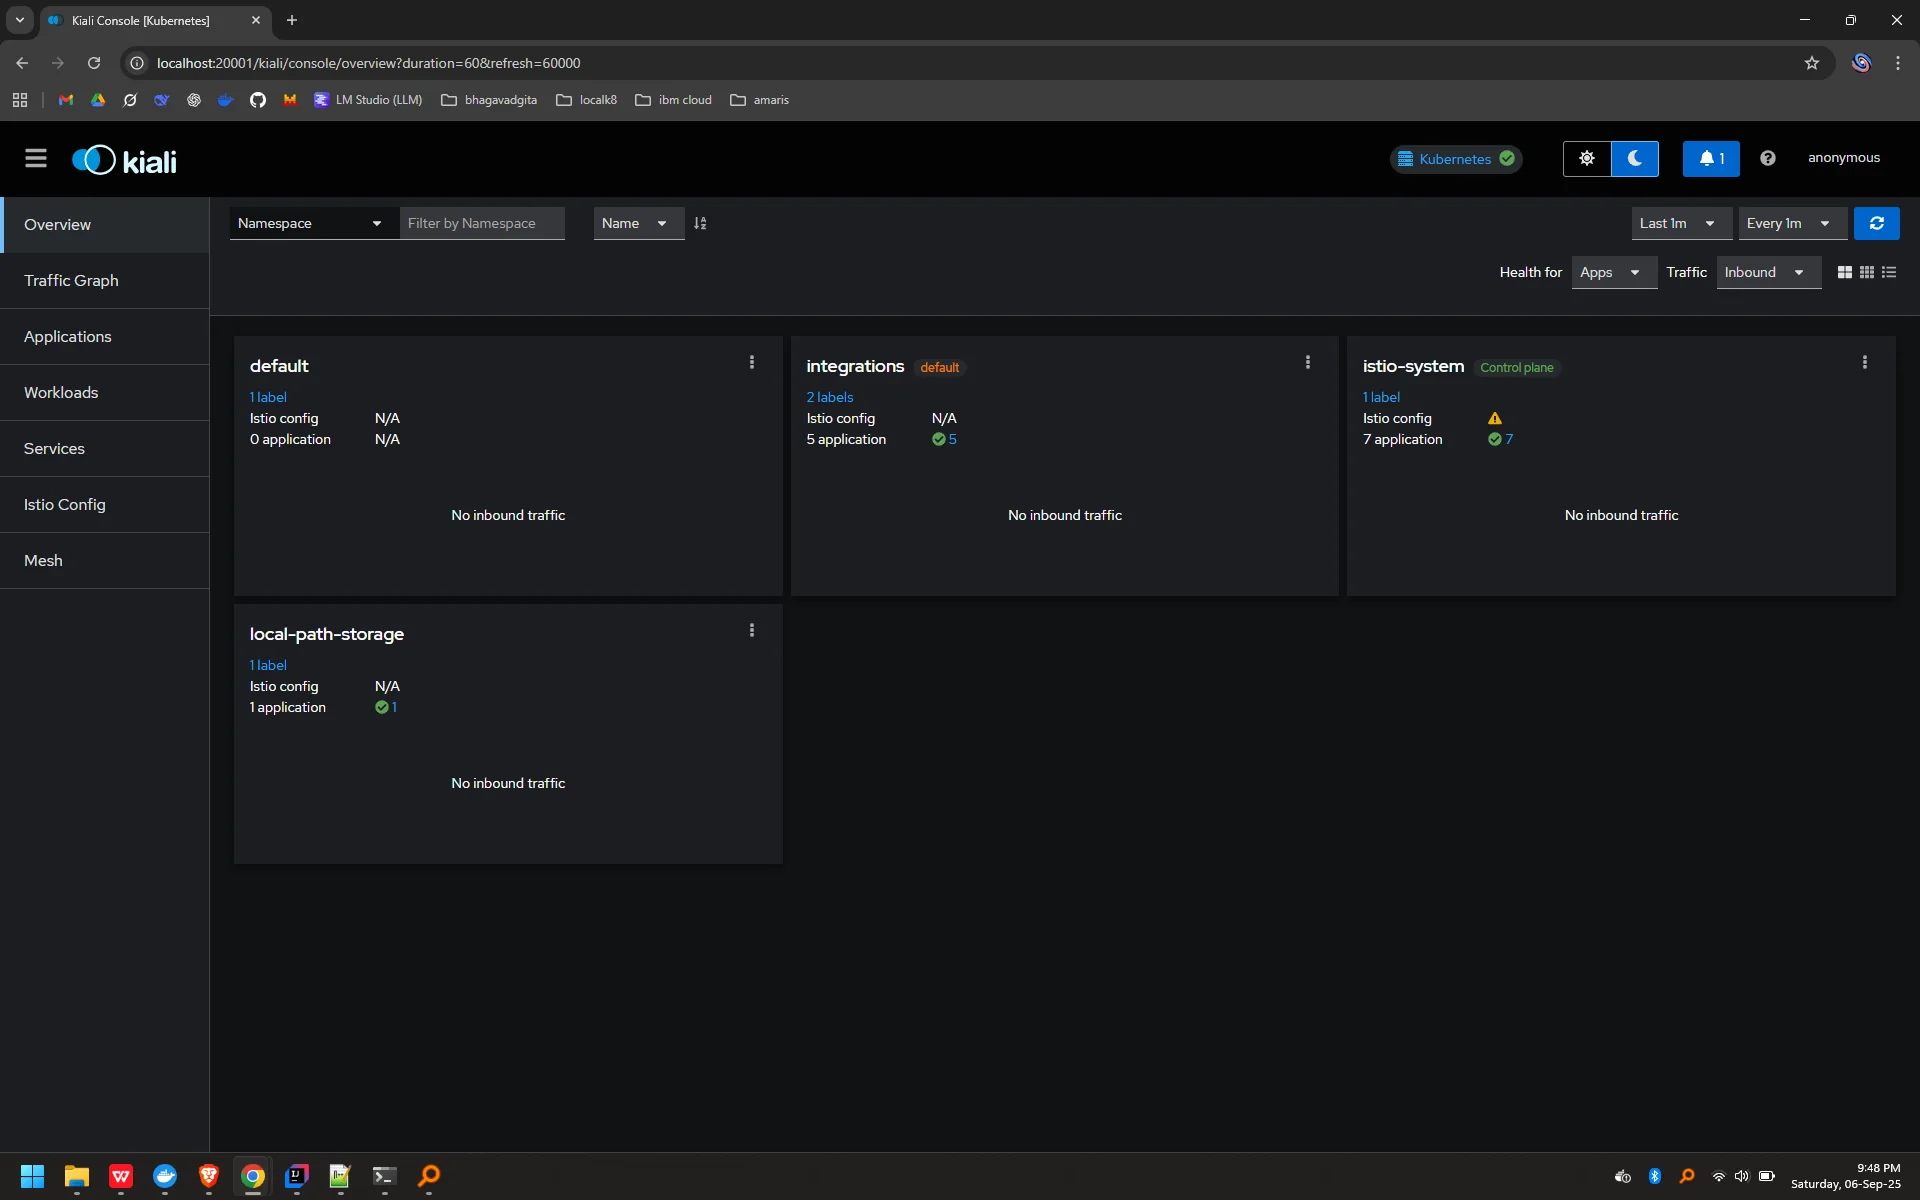 Kiali Console [Kubernetes]
localhost:20001/kiali/console/overview?duration=60&refresh=60000
LM Studio (LLM) bhagavadgita localk8 ibm cloud amaris
kiali
Kubernetes 1 anonymous
Overview
Traffic Graph
Applications
Workloads
Services
Istio Config
Mesh
Namespace Filter by Namespace Name Last 1m Every 1m
Health for Apps Traffic Inbound
default
1 label
Istio config N/A
0 application N/A
No inbound traffic
integrations default
2 labels
Istio config N/A
5 application 5
No inbound traffic
istio-system Control plane
1 label
Istio config
7 application 7
No inbound traffic
local-path-storage
1 label
Istio config N/A
1 application 1
No inbound traffic
9:48 PM
Saturday, 06-Sep-25